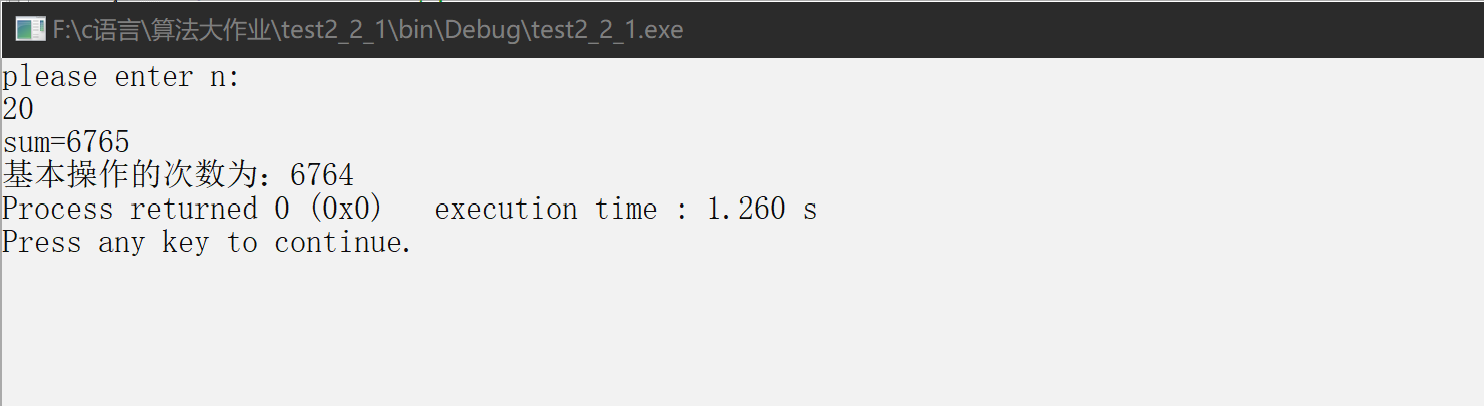 F:\c语言\算法大作业\test2_2_1\bin\Debug\test2_2_1.exe
please enter n:
20
sum=6765
基本操作的次数为：6764
Process returned 0 (0x0)   execution time : 1.260 s
Press any key to continue.